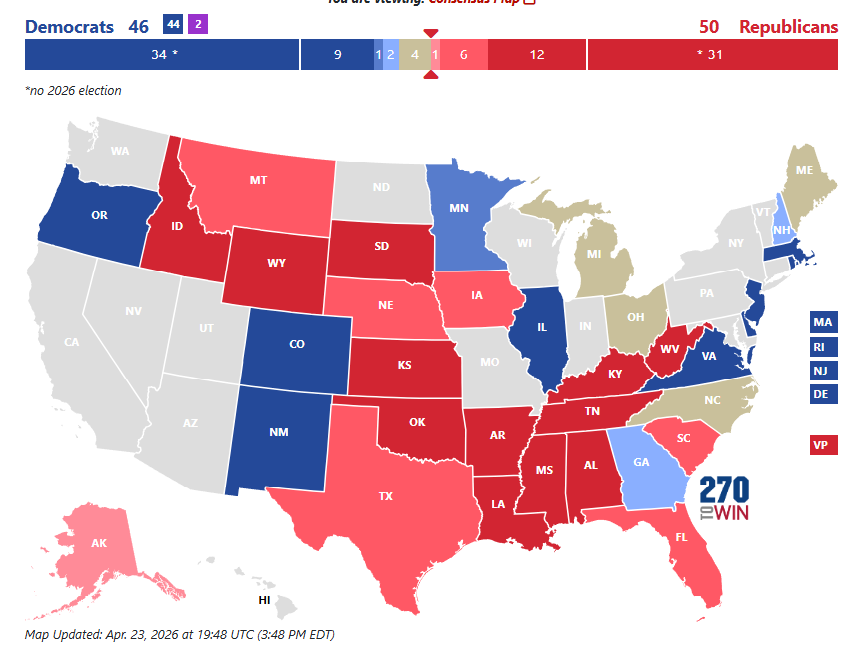 You are viewing: Consensus Map
Democrats 46 44 2 50 Republicans
34 * 9 1 2 4 1 6 12 * 31
*no 2026 election
WA
ME
MT
ND
VT
OR
MN
NH
ID
SD
WI
NY
WY
MI
PA
NE
IA
NV
OH
MA
UT
IL
IN
CA
CO
WV
VA
RI
MO
KS
KY
NJ
DE
NC
AZ
OK
TN
NM
AR
SC
VP
MS
AL
GA
TX
270
TO
WIN
LA
FL
AK
HI
Map Updated: Apr. 23, 2026 at 19:48 UTC (3:48 PM EDT)